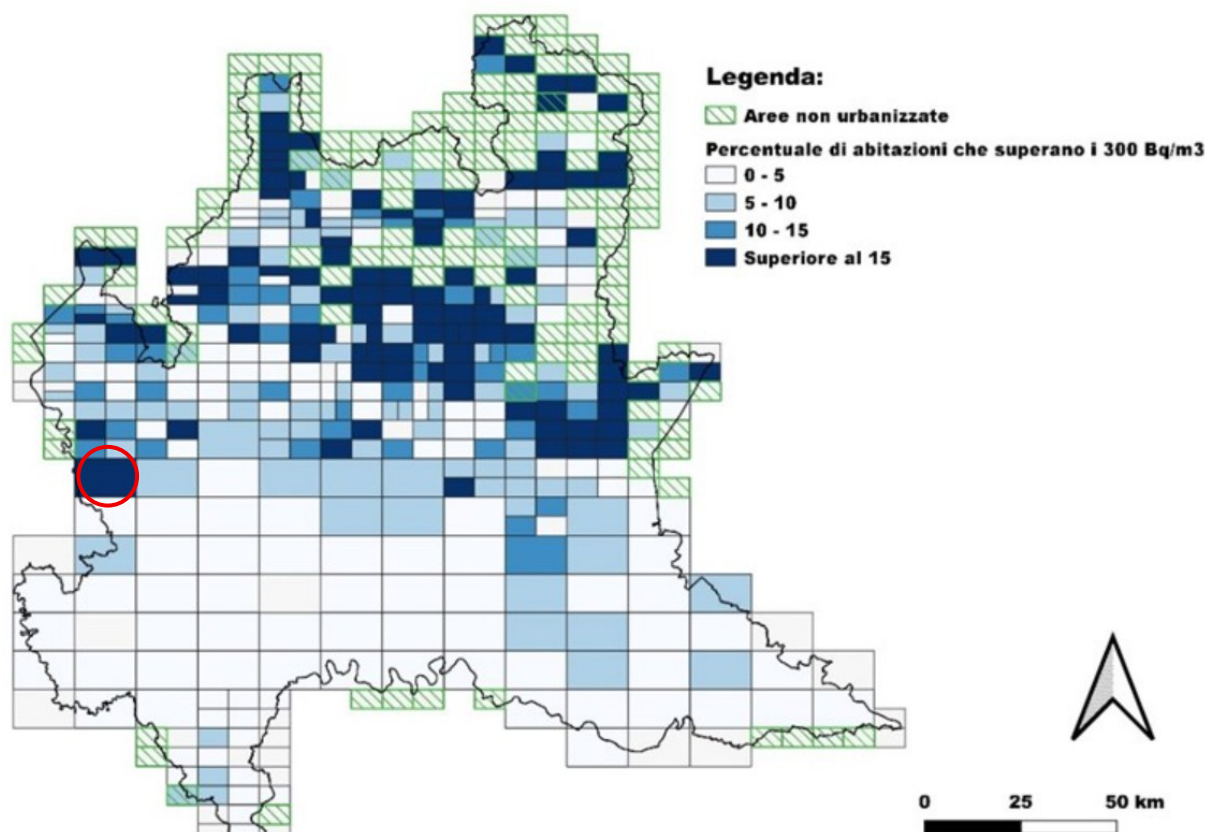 Legenda:
Aree non urbanizzate
Percentuale di abitazioni che superano i 300 Bq/m3
0 - 5
5 - 10
10 - 15
Superiore al 15
0 25 50 km